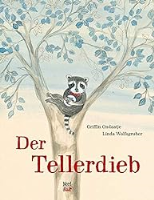 Griffin Ondaatje
Linda Wolfsgruber
Der
Tellerdieb